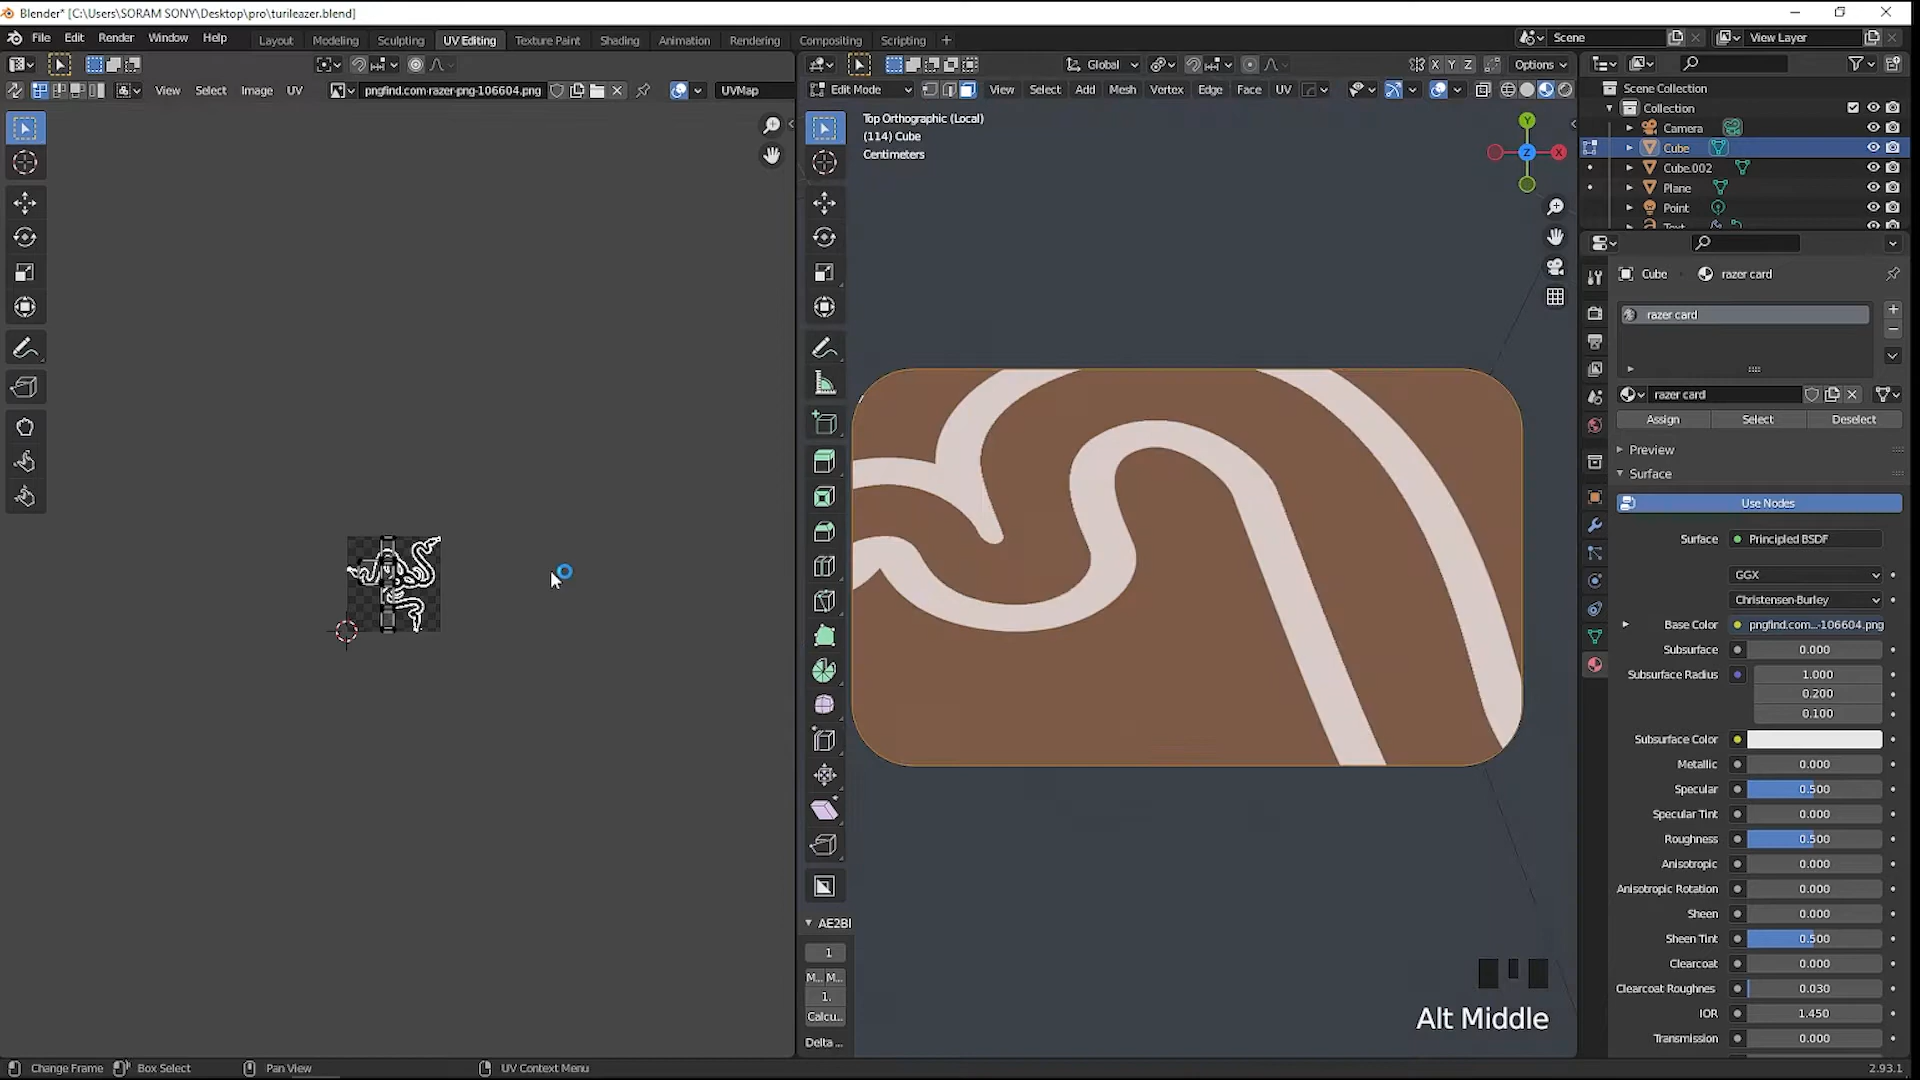 Blender* [C:\Users\SORAM SONY\Desktop\pro\turileazer.blend]
File Edit Render Window Help Layout Modeling Sculpting UV Editing Texture Paint Shading Animation Rendering Compositing Scripting + Scene View Layer
Global X Y Z Options
View Select Image UV pngfind.com-razer-png-106604.png UVMap Edit Mode View Select Add Mesh Vertex Edge Face UV
Top Orthographic (Local)
(114) Cube
Centimeters
Y
X
Z
Scene Collection
Collection
Camera
Cube
Cube.002
Plane
Point
Text
Cube razer card
razer card
razer card
Assign Select Deselect
Preview
Surface
Use Nodes
Surface Principled BSDF
GGX
Christensen-Burley
Base Color pngfind.com...-106604.png
Subsurface 0.000
Subsurface Radius 1.000
0.200
0.100
Subsurface Color
Metallic 0.000
Specular 0.500
Specular Tint 0.000
Roughness 0.500
Anisotropic 0.000
Anisotropic Rotation 0.000
Sheen 0.000
Sheen Tint 0.500
Clearcoat 0.000
Clearcoat Roughnes 0.030
IOR 1.450
Transmission 0.000
AE2Bl
1
M.. M..
1.
Calcu..
Delta ...
Alt Middle
Change Frame Box Select Pan View UV Context Menu 2.93.1